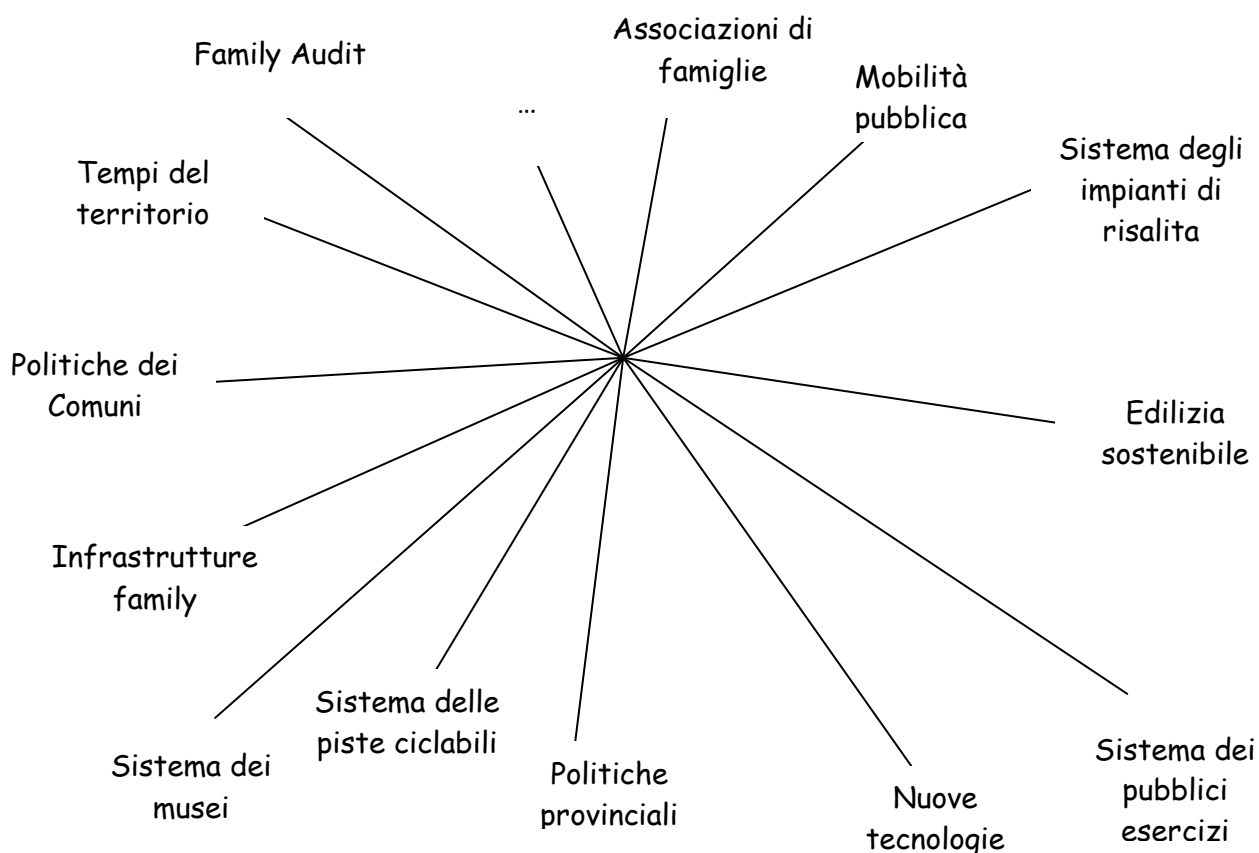 Family Audit
...
Associazioni di
famiglie
Mobilità
pubblica
Sistema degli
impianti di
risalita
Edilizia
sostenibile
Sistema dei
pubblici
esercizi
Nuove
tecnologie
Politiche
provinciali
Sistema delle
piste ciclabili
Sistema dei
musei
Infrastrutture
family
Politiche dei
Comuni
Tempi del
territorio